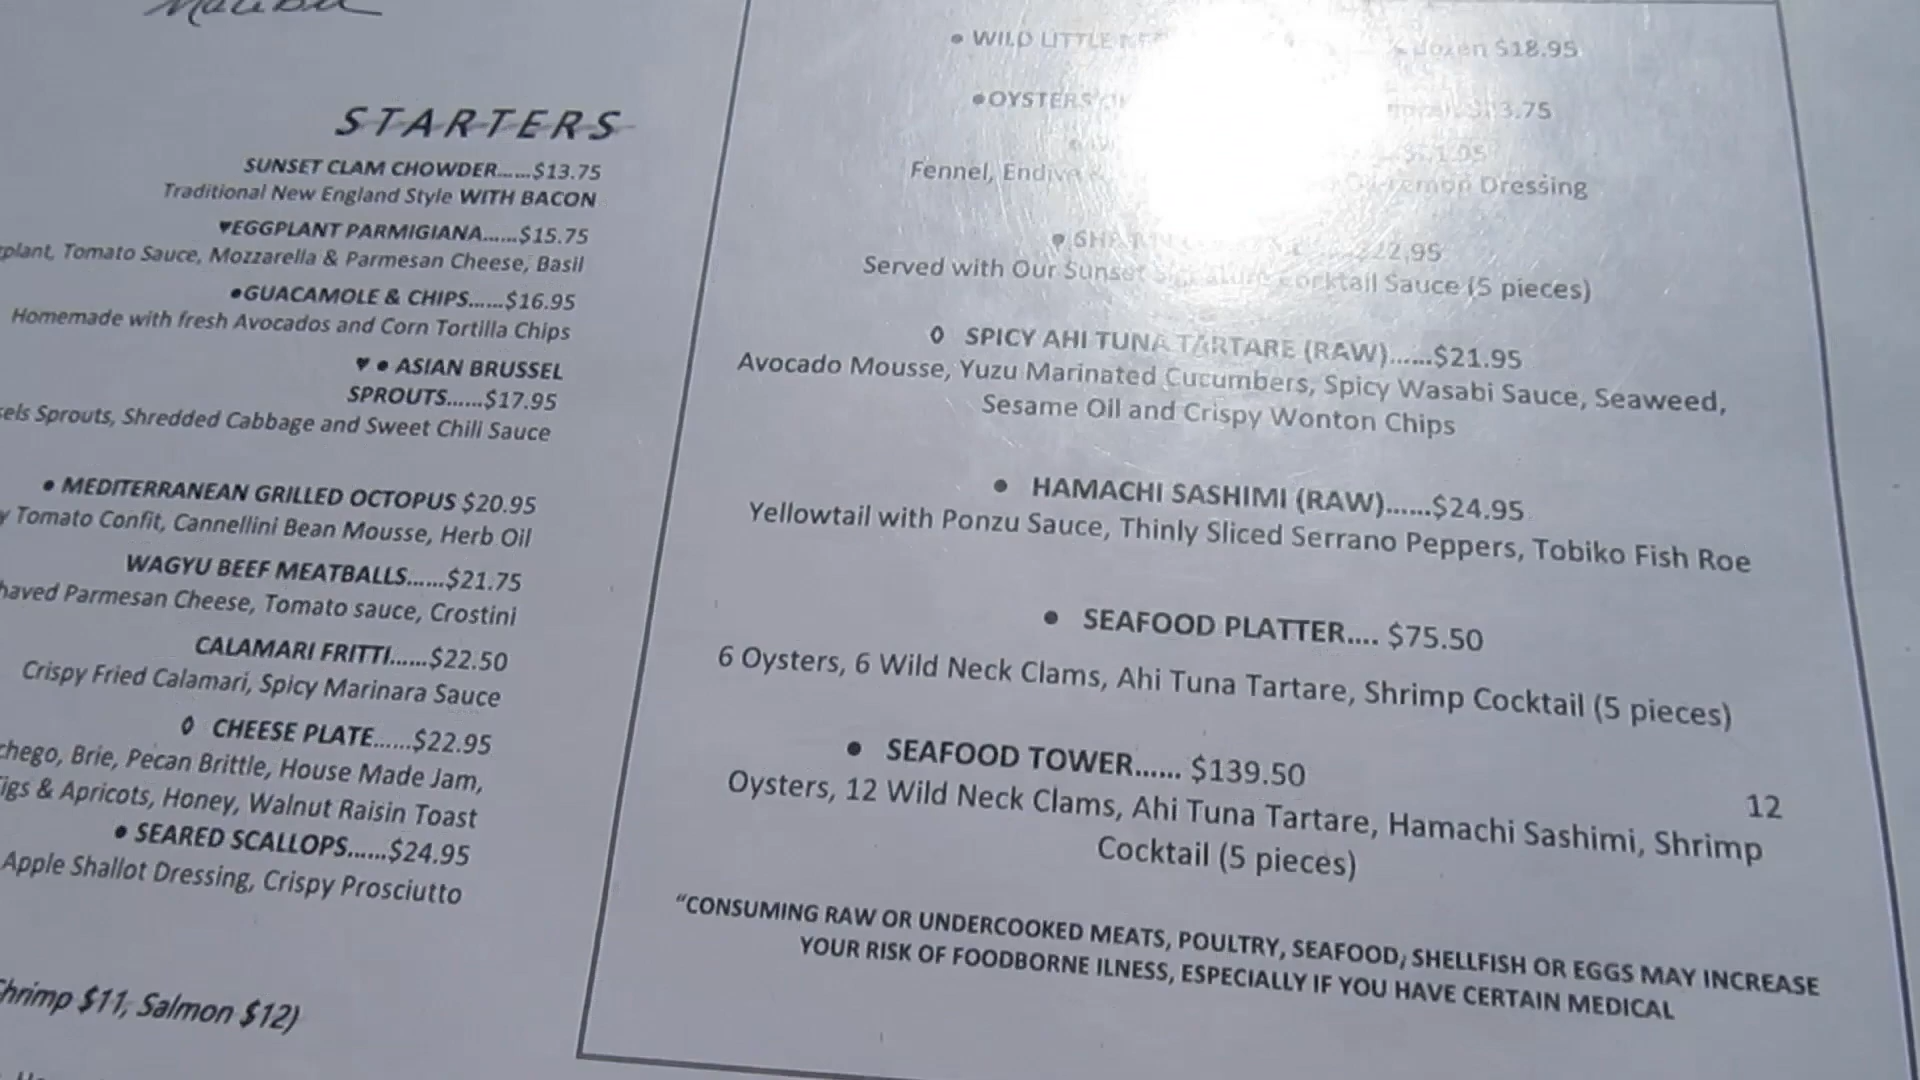 Malibu
STARTERS
SUNSET CLAM CHOWDER......$13.75
Traditional New England Style WITH BACON
♥EGGPLANT PARMIGIANA......$15.75
Tomato Sauce, Mozzarella & Parmesan Cheese, Basil
●GUACAMOLE & CHIPS......$16.95
Homemade with fresh Avocados and Corn Tortilla Chips
♥ ● ASIAN BRUSSEL
SPROUTS......$17.95
Sprouts, Shredded Cabbage and Sweet Chili Sauce
● MEDITERRANEAN GRILLED OCTOPUS $20.95
Tomato Confit, Cannellini Bean Mousse, Herb Oil
WAGYU BEEF MEATBALLS......$21.75
Parmesan Cheese, Tomato sauce, Crostini
CALAMARI FRITTI......$22.50
Crispy Fried Calamari, Spicy Marinara Sauce
◊ CHEESE PLATE......$22.95
Brie, Pecan Brittle, House Made Jam,
& Apricots, Honey, Walnut Raisin Toast
● SEARED SCALLOPS......$24.95
Apple Shallot Dressing, Crispy Prosciutto
$11, Salmon $12)
● WILD LITTLE dozen $18.95
●OYSTERS
Fennel, Endive Dressing
Served with Our Sunset Signature Cocktail Sauce (5 pieces)
◊ SPICY AHI TUNA TARTARE (RAW)......$21.95
Avocado Mousse, Yuzu Marinated Cucumbers, Spicy Wasabi Sauce, Seaweed,
Sesame Oil and Crispy Wonton Chips
● HAMACHI SASHIMI (RAW)......$24.95
Yellowtail with Ponzu Sauce, Thinly Sliced Serrano Peppers, Tobiko Fish Roe
● SEAFOOD PLATTER.... $75.50
6 Oysters, 6 Wild Neck Clams, Ahi Tuna Tartare, Shrimp Cocktail (5 pieces)
● SEAFOOD TOWER...... $139.50
12
Oysters, 12 Wild Neck Clams, Ahi Tuna Tartare, Hamachi Sashimi, Shrimp
Cocktail (5 pieces)
"CONSUMING RAW OR UNDERCOOKED MEATS, POULTRY, SEAFOOD, SHELLFISH OR EGGS MAY INCREASE
YOUR RISK OF FOODBORNE ILNESS, ESPECIALLY IF YOU HAVE CERTAIN MEDICAL